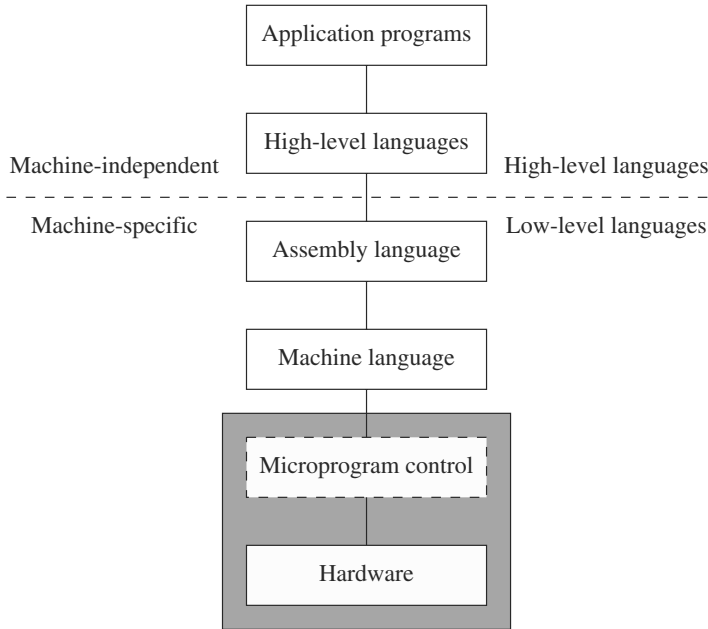 Application programs
High-level languages
Machine-independent
High-level languages
Machine-specific
Low-level languages
Assembly language
Machine language
Microprogram control
Hardware